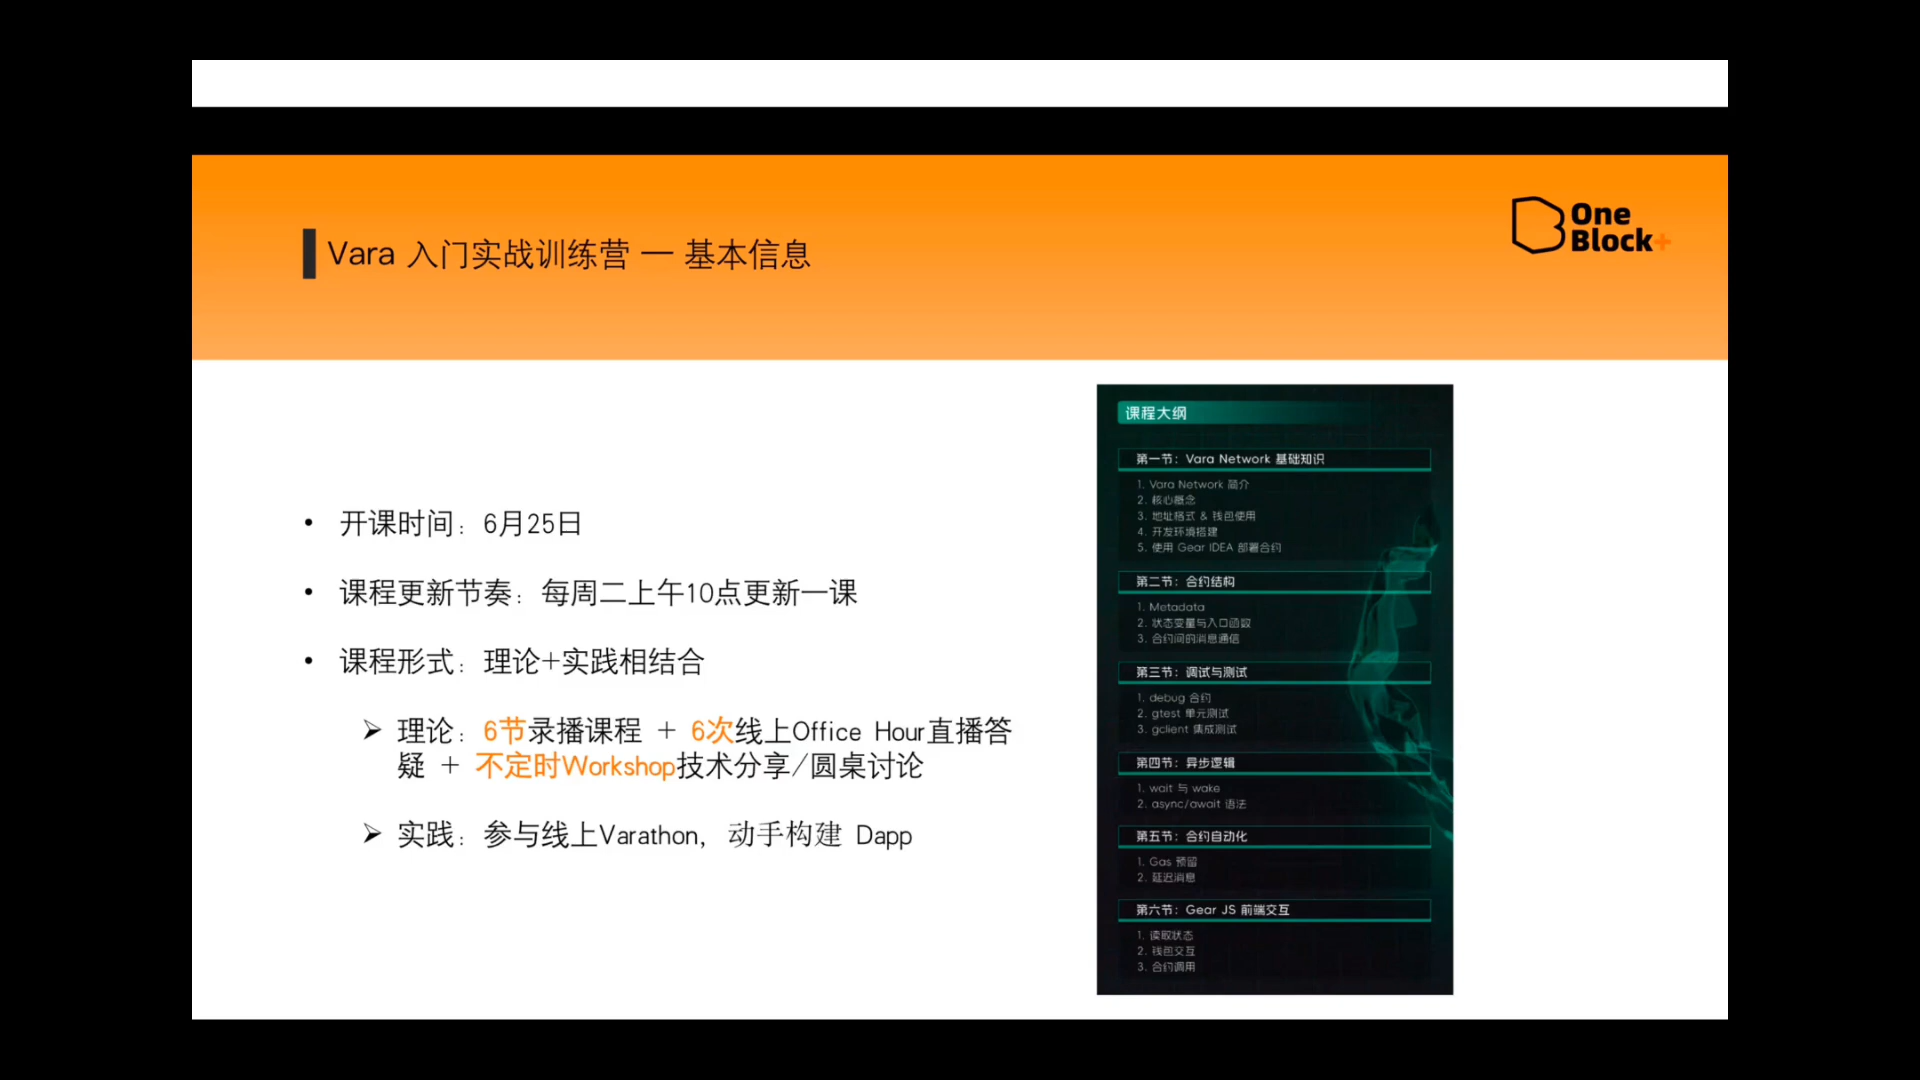 Vara 入门实战训练营 — 基本信息
One
Block+
• 开课时间：6月25日
• 课程更新节奏：每周二上午10点更新一课
• 课程形式：理论+实践相结合
➢ 理论：6节录播课程 + 6次线上Office Hour直播答
疑 + 不定时Workshop技术分享/圆桌讨论
➢ 实践：参与线上Varathon，动手构建 Dapp
课程大纲
第一节：Vara Network 基础知识
1. Vara Network 简介
2. 核心概念
3. 地址格式 & 钱包使用
4. 开发环境搭建
5. 使用 Gear IDEA 部署合约
第二节：合约结构
1. Metadata
2. 状态变量与入口函数
3. 合约间的消息通信
第三节：调试与测试
1. debug 合约
2. gtest 单元测试
3. gclient 集成测试
第四节：异步逻辑
1. wait 与 wake
2. async/await 语法
第五节：合约自动化
1. Gas 预留
2. 延迟消息
第六节：Gear JS 前端交互
1. 读取状态
2. 钱包交互
3. 合约调用